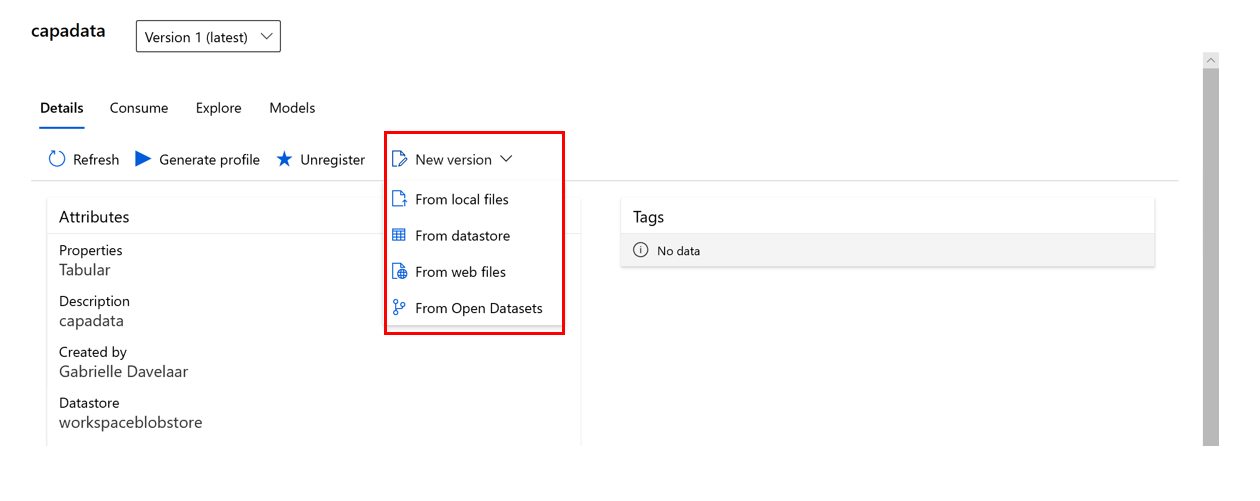 capadata
Version 1 (latest)
Details Consume Explore Models
Refresh Generate profile Unregister New version
From local files
From datastore
From web files
From Open Datasets
Attributes
Properties
Tabular
Description
capadata
Created by
Gabrielle Davelaar
Datastore
workspaceblobstore
Tags
No data